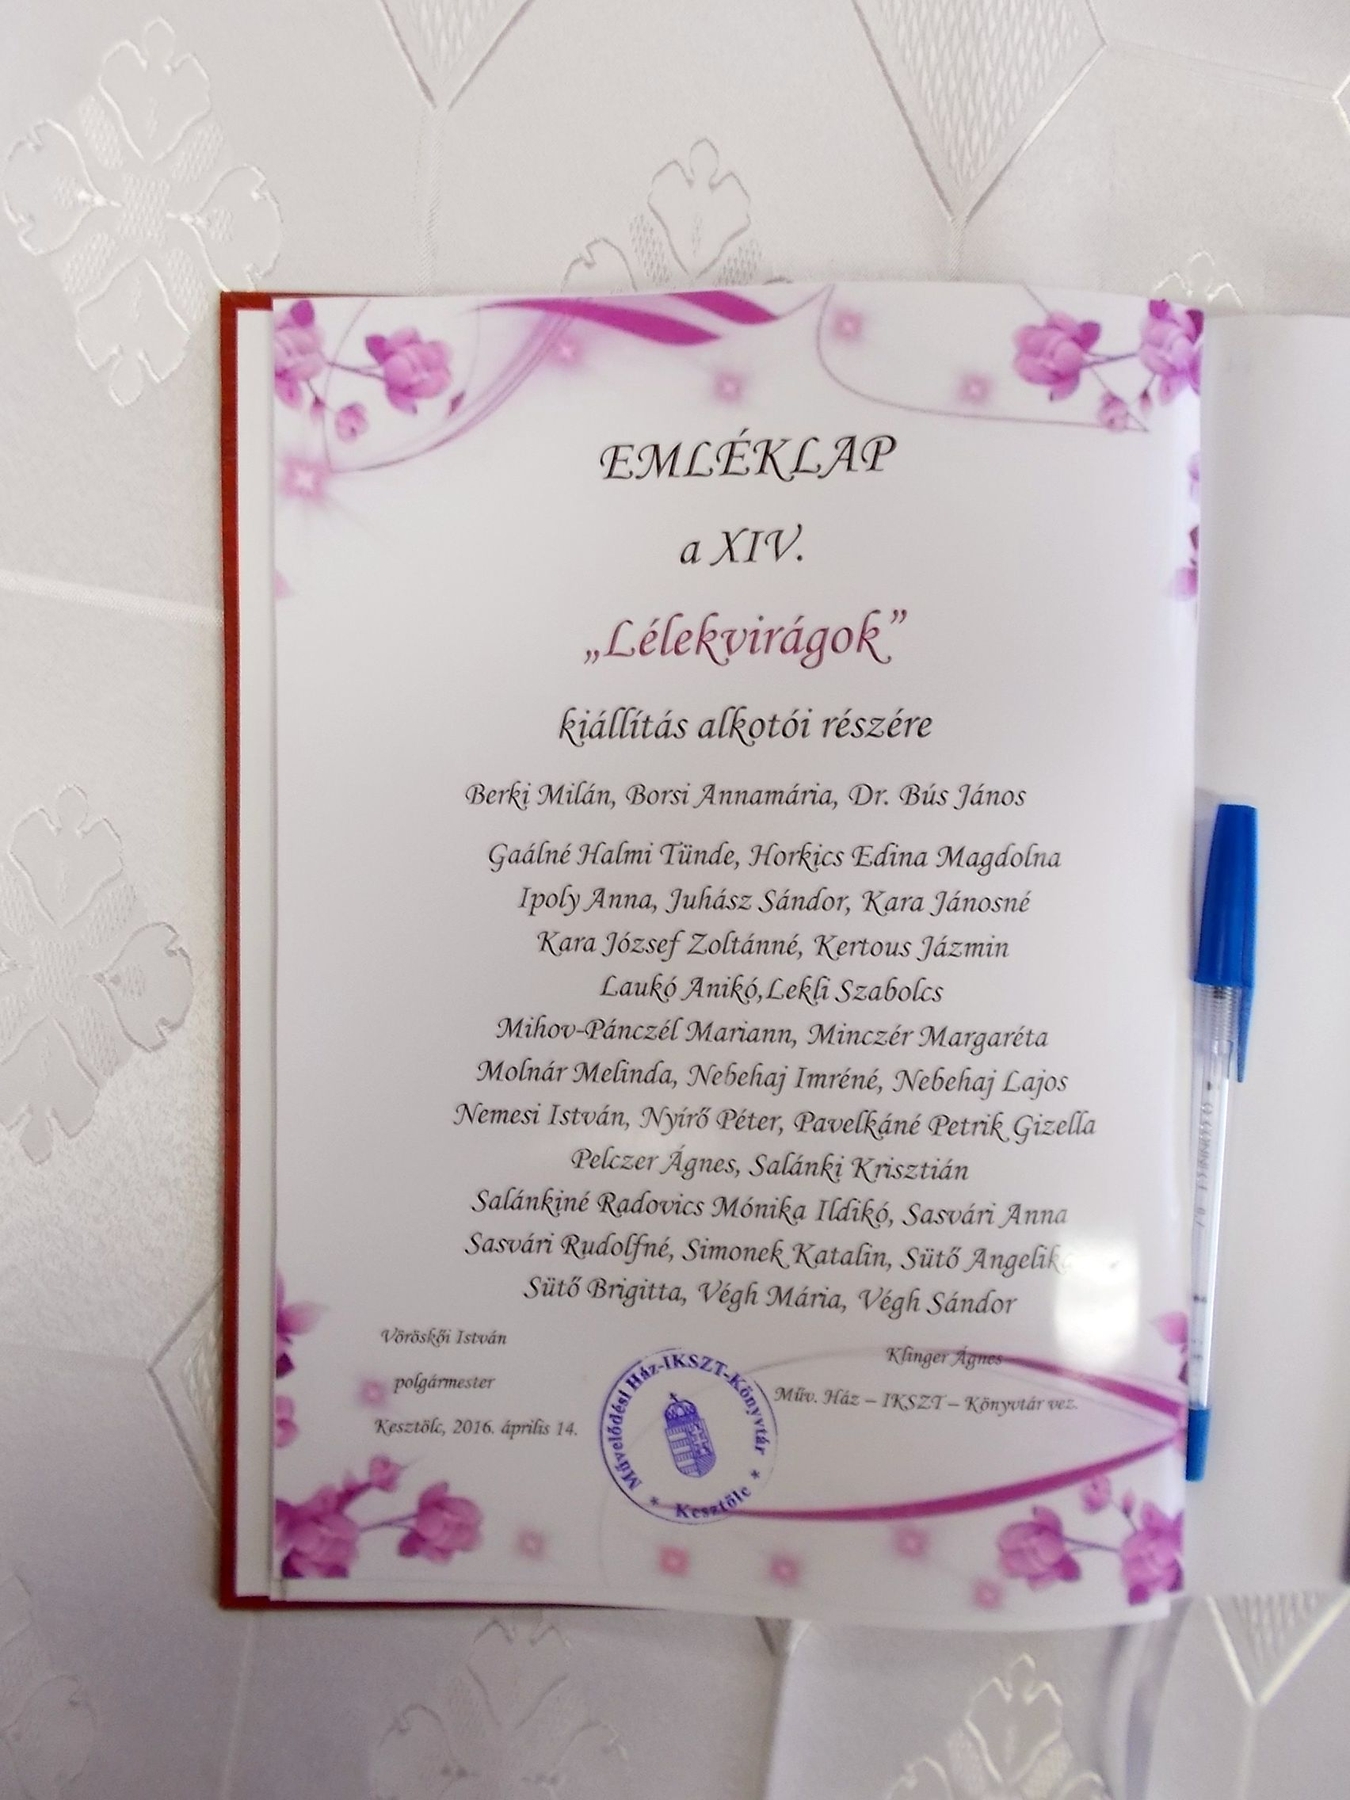 EMLÉKLAP
a XIV.
„Lélekvirágok”
kiállítás alkotói részére
Berki Milán, Borsi Annamária, Dr. Bús János
Gaálné Halmi Tünde, Horkics Edina Magdolna
Ipoly Anna, Juhász Sándor, Kara Jánosné
Kara József Zoltánné, Kertous Jázmin
Laukó Anikó,Lekli Szabolcs
Mihov-Pánczél Mariann, Minczér Margaréta
Molnár Melinda, Nebehaj Imréné, Nebehaj Lajos
Nemesi István, Nyírő Péter, Pavelkáné Petrik Gizella
Pelczer Ágnes, Salánki Krisztián
Salánkiné Radovics Mónika Ildikó, Sasvári Anna
Sasvári Rudolfné, Simonek Katalin, Sütő Angelika
Sütő Brigitta, Végh Mária, Végh Sándor
Vöröskői István
polgármester
Kesztölc, 2016. április 14.
Klinger Ágnes
Műv. Ház – IKSZT – Könyvtár vez.
Művelődési Ház-IKSZT-Könyvtár
* Kesztölc *